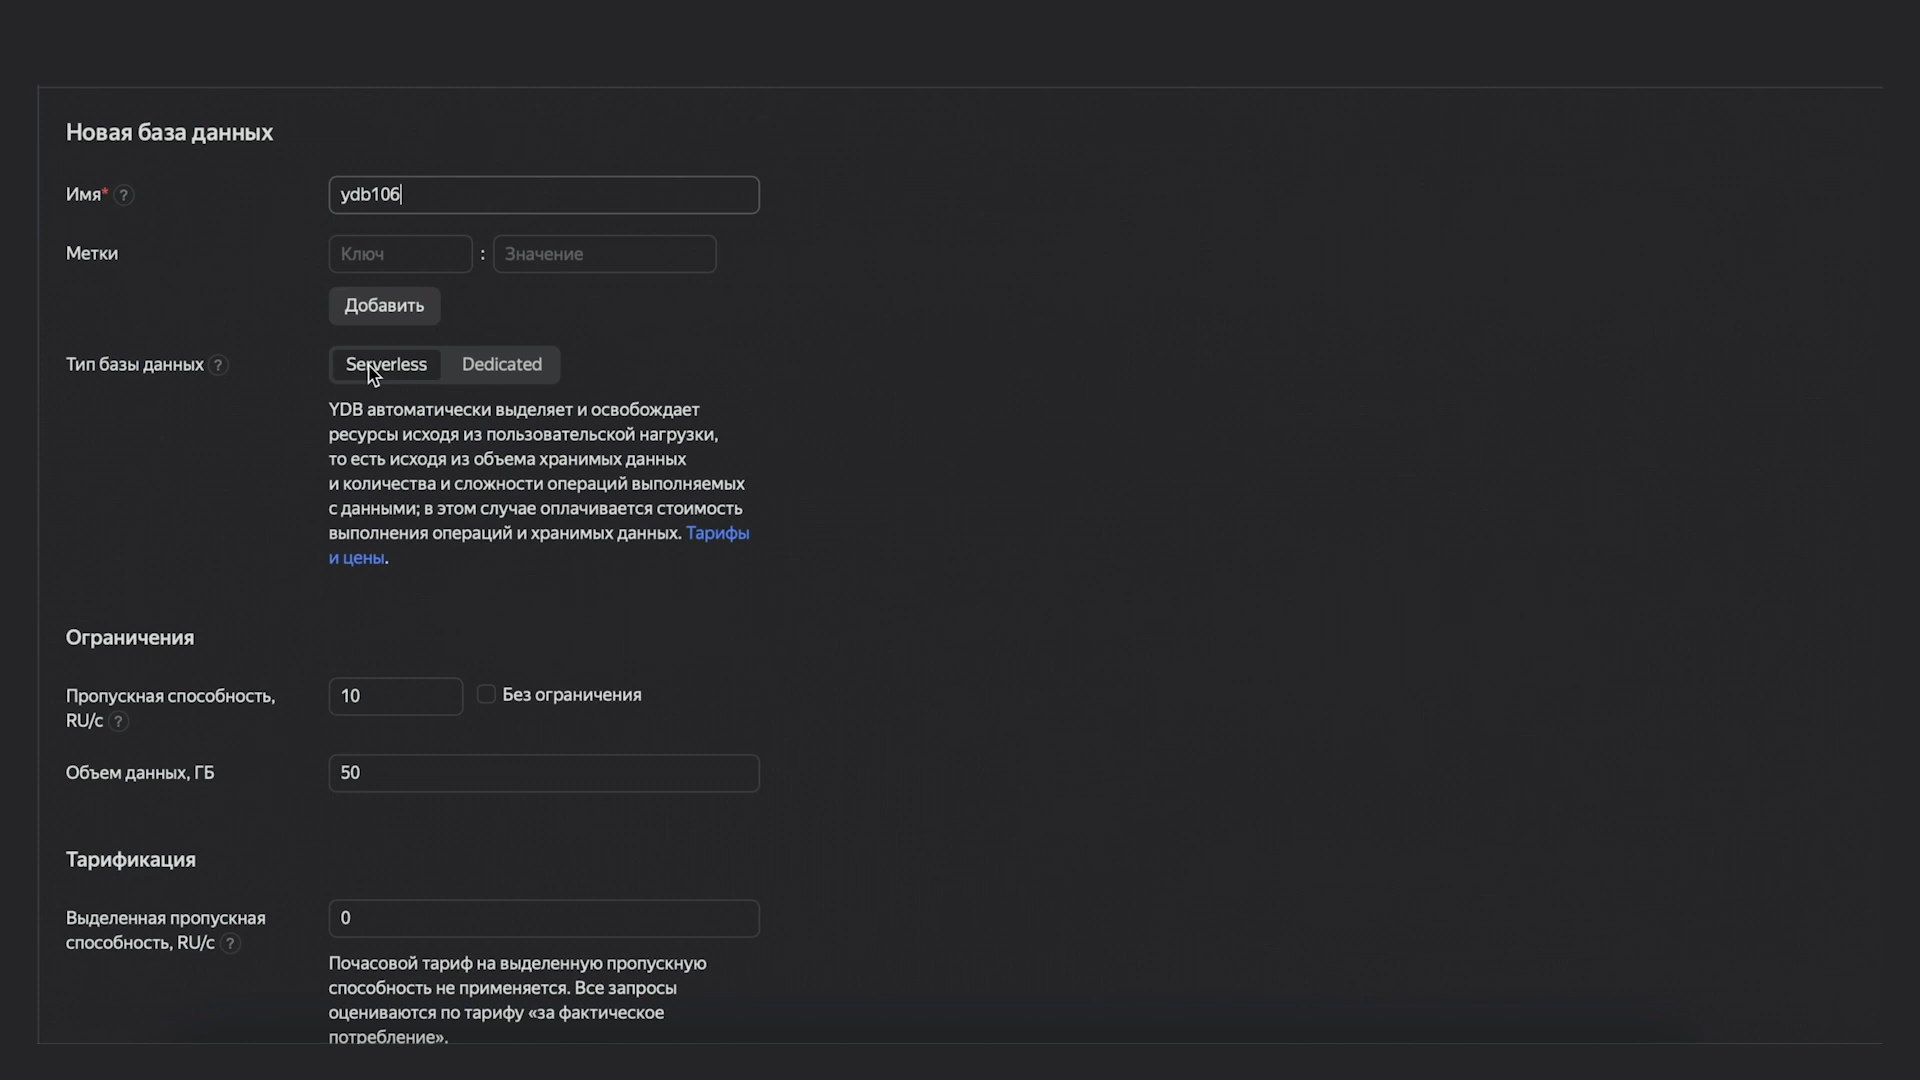 Новая база данных
Имя* ?
ydb106
Метки
Ключ : Значение
Добавить
Тип базы данных ?
Serverless Dedicated
YDB автоматически выделяет и освобождает
ресурсы исходя из пользовательской нагрузки,
то есть исходя из объема хранимых данных
и количества и сложности операций выполняемых
с данными; в этом случае оплачивается стоимость
выполнения операций и хранимых данных. Тарифы
и цены.
Ограничения
Пропускная способность,
RU/с ?
10 Без ограничения
Объем данных, ГБ
50
Тарификация
Выделенная пропускная
способность, RU/с ?
0
Почасовой тариф на выделенную пропускную
способность не применяется. Все запросы
оцениваются по тарифу «за фактическое
потребление».